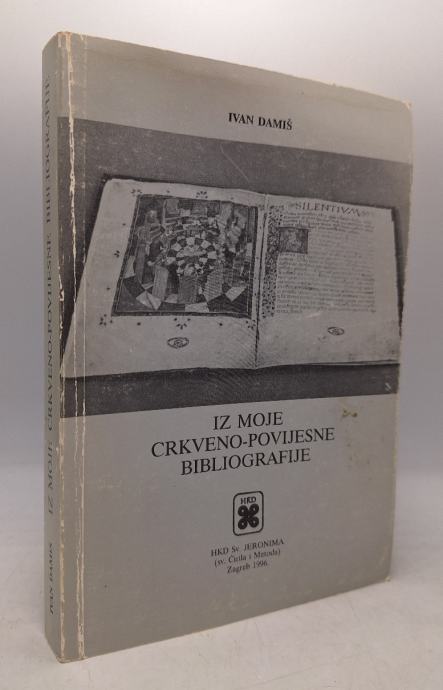 IVAN DAMIŠ
SILENTIVM
IZ MOJE
CRKVENO-POVIJESNE
BIBLIOGRAFIJE
HKD
HKD Sv. JERONIMA
(sv. Ćirila i Metoda)
Zagreb 1996.
IVAN DAMIŠ IZ MOJE CRKVENO-POVIJESNE BIBLIOGRAFIJE